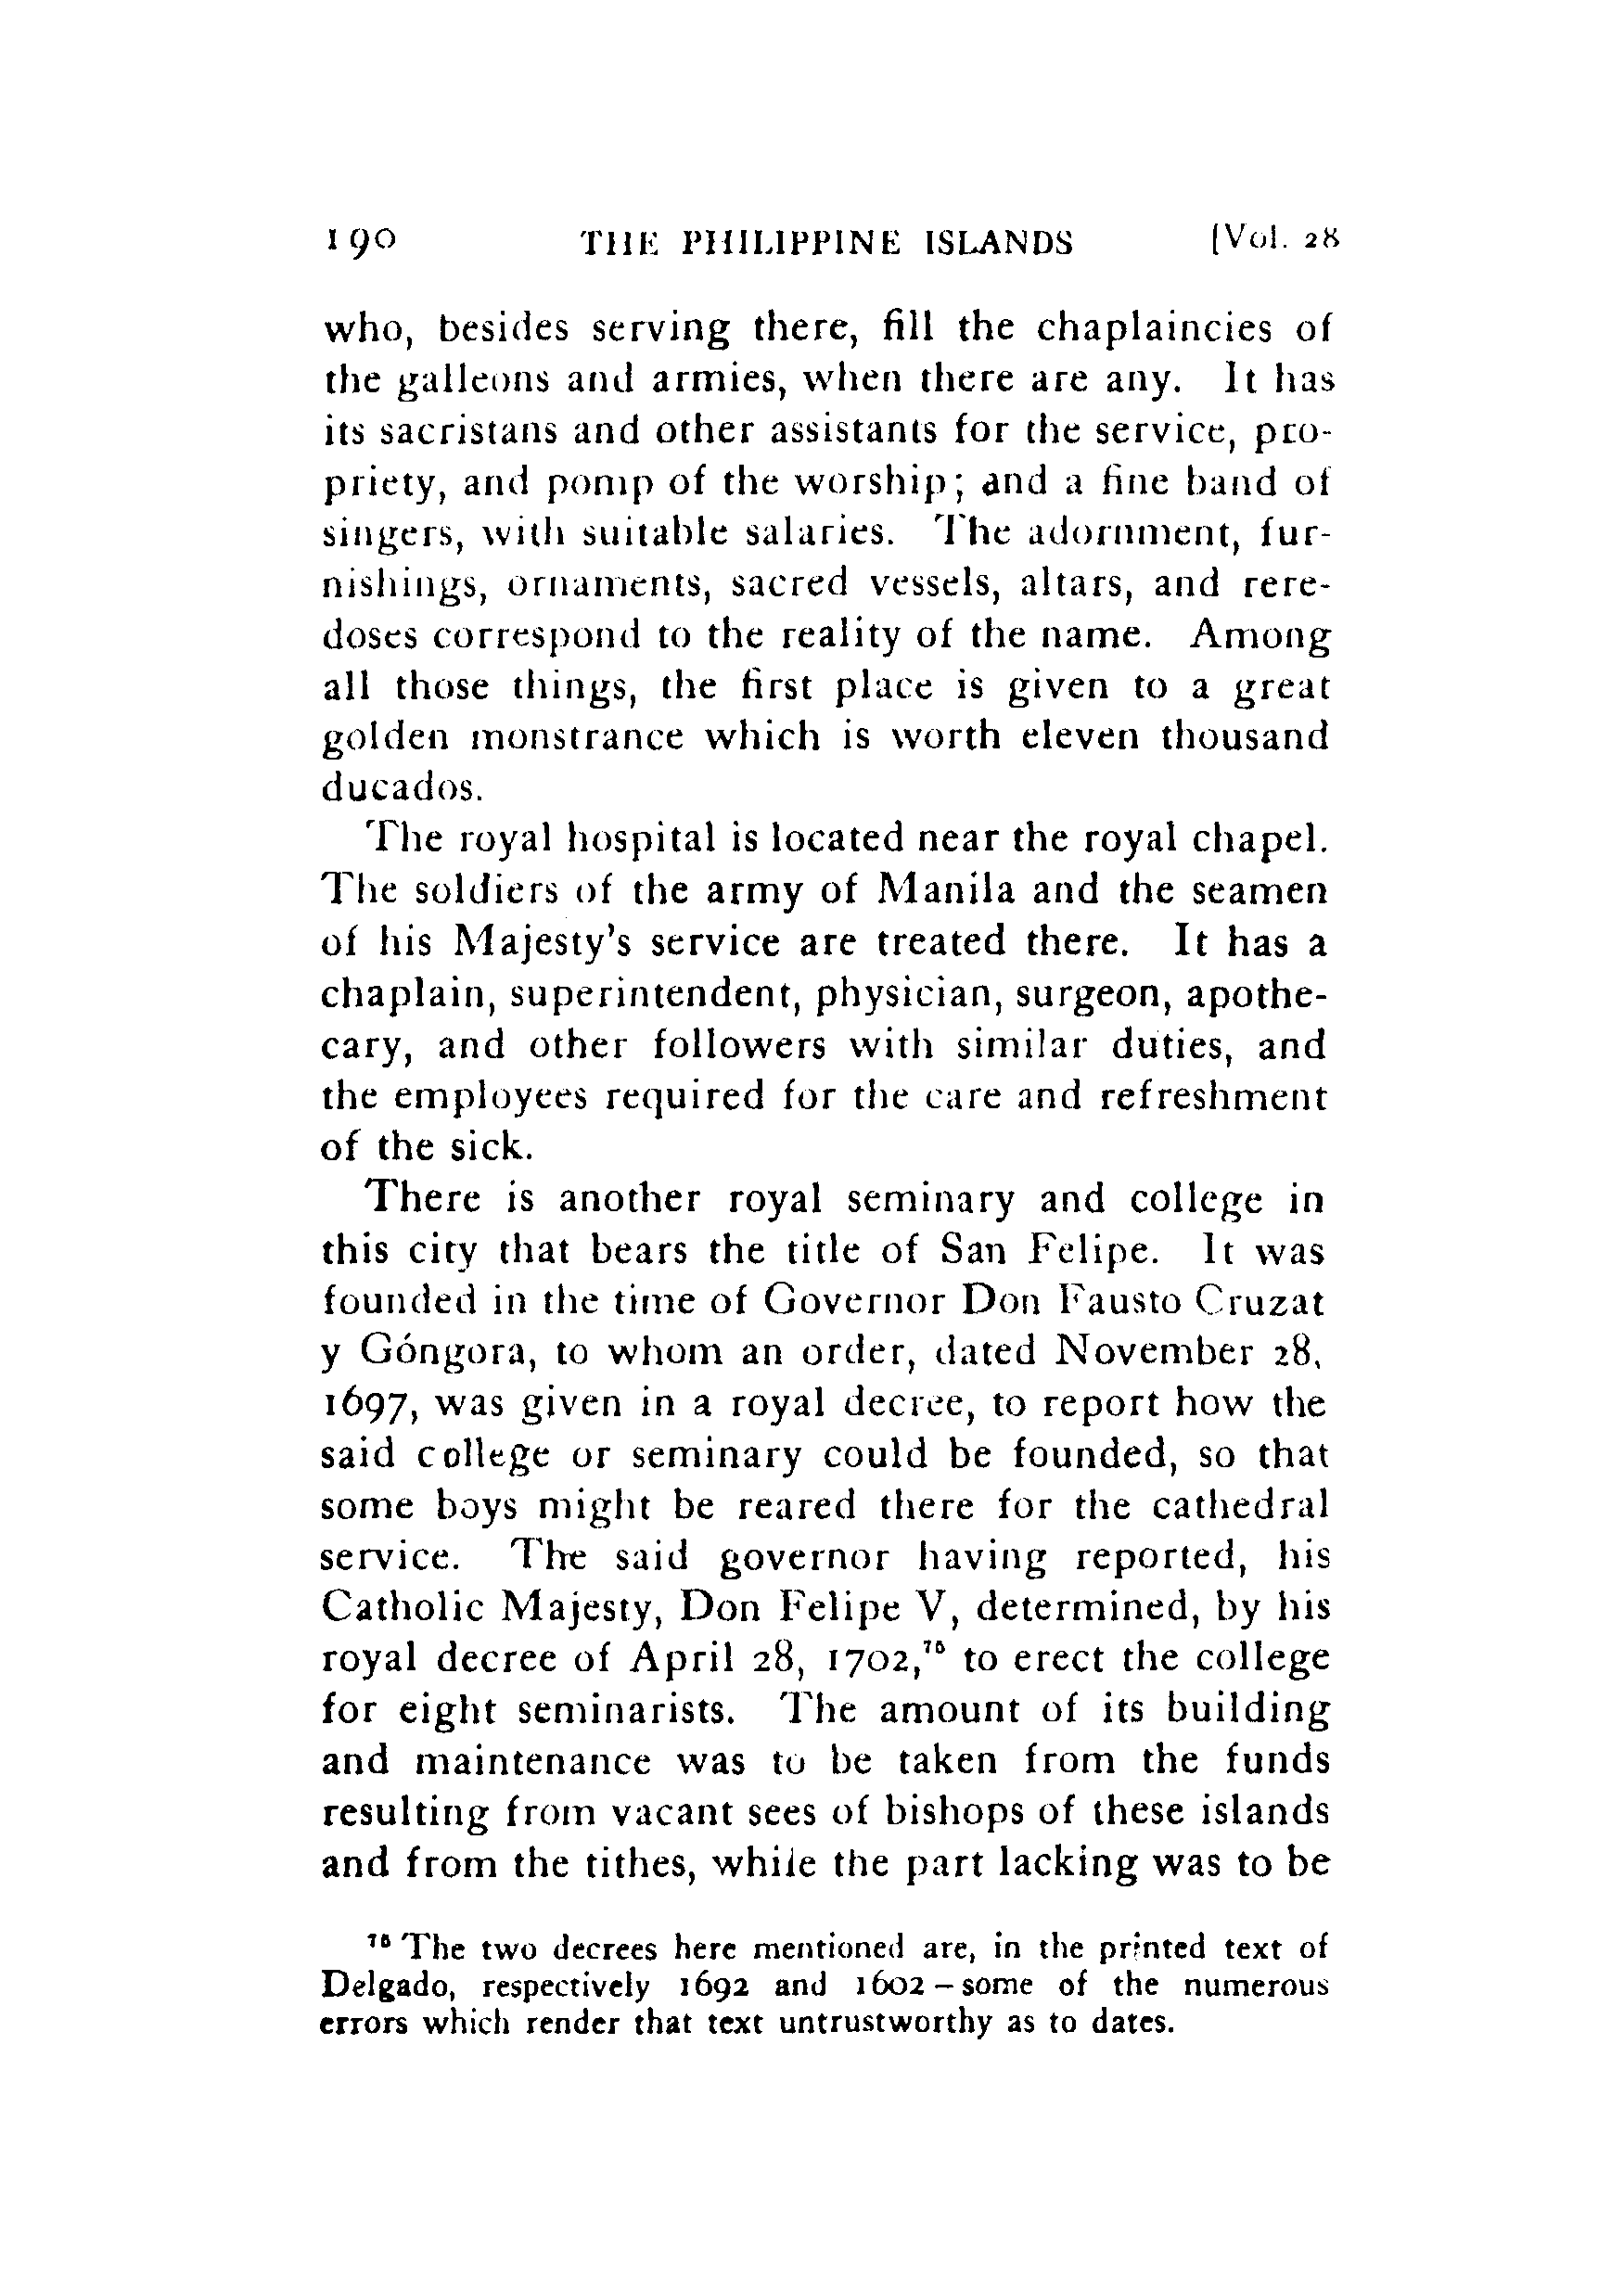 190 THE PHILIPPINE ISLANDS [Vol. 28
who, besides serving there, fill the chaplaincies of
the galleons and armies, when there are any. It has
its sacristans and other assistants for the service, pro-
priety, and pomp of the worship; and a fine band of
singers, with suitable salaries. The adornment, fur-
nishings, ornaments, sacred vessels, altars, and rere-
doses correspond to the reality of the name. Among
all those things, the first place is given to a great
golden monstrance which is worth eleven thousand
ducados.
The royal hospital is located near the royal chapel.
The soldiers of the army of Manila and the seamen
of his Majesty's service are treated there. It has a
chaplain, superintendent, physician, surgeon, apothe-
cary, and other followers with similar duties, and
the employees required for the care and refreshment
of the sick.
There is another royal seminary and college in
this city that bears the title of San Felipe. It was
founded in the time of Governor Don Fausto Cruzat
y Góngora, to whom an order, dated November 28,
1697, was given in a royal decree, to report how the
said college or seminary could be founded, so that
some boys might be reared there for the cathedral
service. The said governor having reported, his
Catholic Majesty, Don Felipe V, determined, by his
royal decree of April 28, 1702,⁷⁶ to erect the college
for eight seminarists. The amount of its building
and maintenance was to be taken from the funds
resulting from vacant sees of bishops of these islands
and from the tithes, while the part lacking was to be
⁷⁶ The two decrees here mentioned are, in the printed text of
Delgado, respectively 1692 and 1602 – some of the numerous
errors which render that text untrustworthy as to dates.